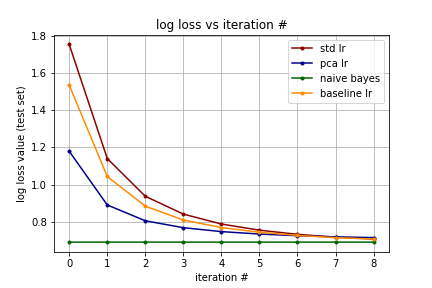 log loss vs iteration #
log loss value (test set)
1.8
1.6
1.4
1.2
1.0
0.8
std lr
pca lr
naive bayes
baseline lr
0 1 2 3 4 5 6 7 8
iteration #